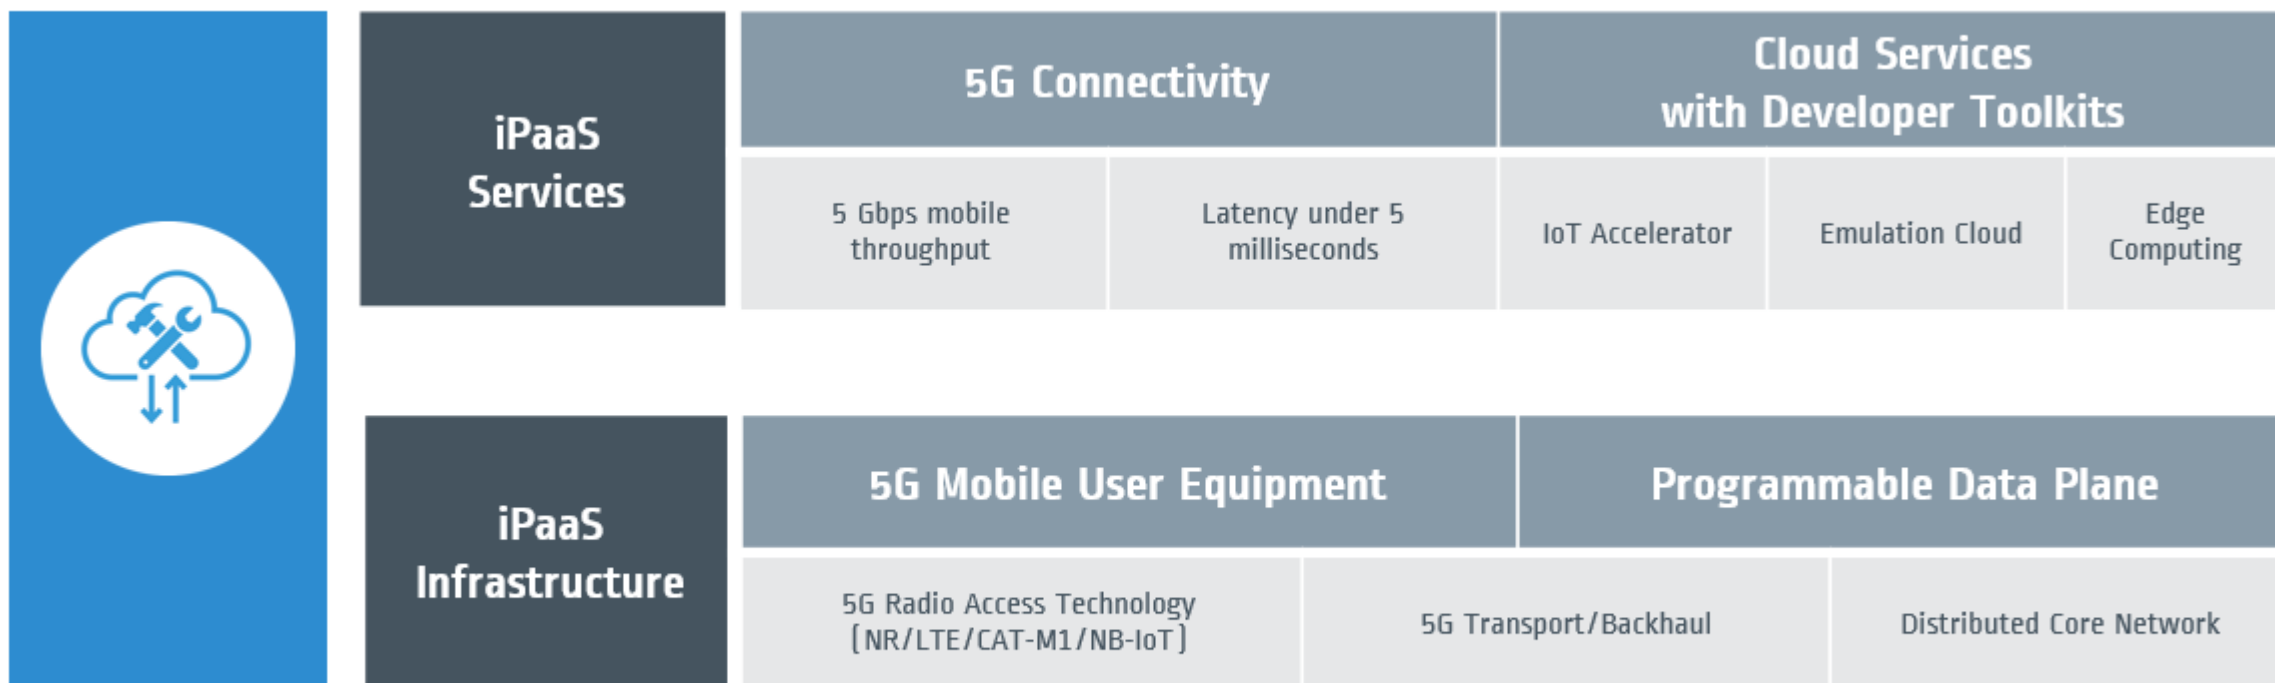 iPaaS
Services
5G Connectivity
Cloud Services
with Developer Toolkits
5 Gbps mobile
throughput
Latency under 5
milliseconds
IoT Accelerator
Emulation Cloud
Edge
Computing
iPaaS
Infrastructure
5G Mobile User Equipment
Programmable Data Plane
5G Radio Access Technology
[NR/LTE/CAT-M1/NB-IoT]
5G Transport/Backhaul
Distributed Core Network